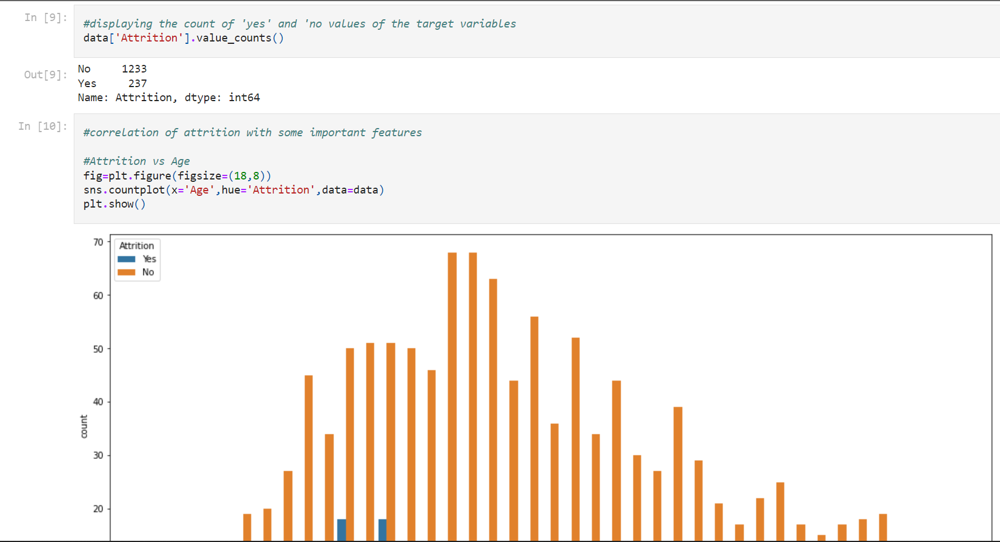 In [9]:
#displaying the count of 'yes' and 'no values of the target variables
data['Attrition'].value_counts()
Out[9]:
No     1233
Yes     237
Name: Attrition, dtype: int64
In [10]:
#correlation of attrition with some important features
#Attrition vs Age
fig=plt.figure(figsize=(18,8))
sns.countplot(x='Age',hue='Attrition',data=data)
plt.show()
Attrition
Yes
No
70
60
50
40
30
20
count